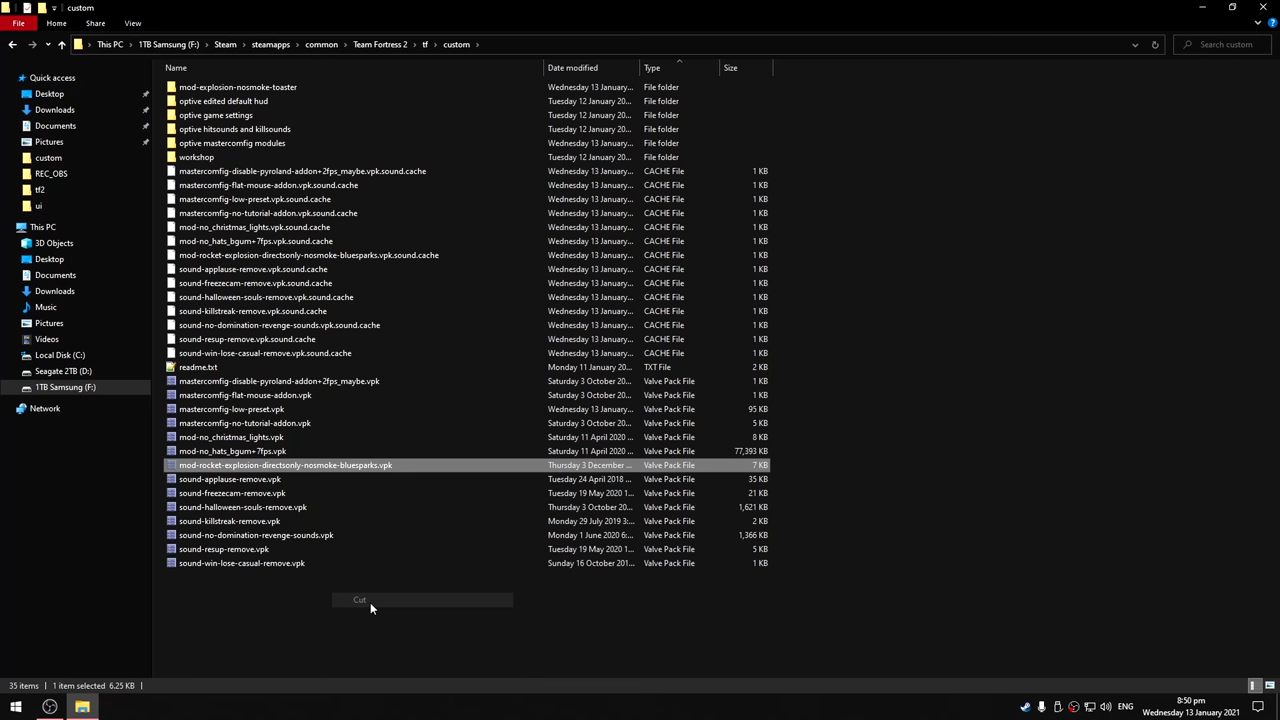 custom
File
Home
Share
View
This PC
1TB Samsung (F:)
Steam
steamapps
common
Team Fortress 2
tf
custom
Search custom
Name
Date modified
Type
Size
Quick access
Desktop
Downloads
Documents
Pictures
custom
REC_OBS
tf2
ui
This PC
3D Objects
Desktop
Documents
Downloads
Music
Pictures
Videos
Local Disk (C:)
Seagate 2TB (D:)
1TB Samsung (F:)
Network
mod-explosion-nosmoke-toaster Wednesday 13 January... File folder
optive edited default hud Tuesday 12 January 20... File folder
optive game settings Tuesday 12 January 20... File folder
optive hitsounds and killsounds Tuesday 12 January 20... File folder
optive mastercomfig modules Tuesday 12 January 20... File folder
workshop Tuesday 12 January 20... File folder
mastercomfig-disable-pyroland-addon+2fps_maybe.vpk.sound.cache Wednesday 13 January... CACHE File 1 KB
mastercomfig-flat-mouse-addon.vpk.sound.cache Wednesday 13 January... CACHE File 1 KB
mastercomfig-low-preset.vpk.sound.cache Wednesday 13 January... CACHE File 1 KB
mastercomfig-no-tutorial-addon.vpk.sound.cache Wednesday 13 January... CACHE File 1 KB
mod-no_christmas_lights.vpk.sound.cache Wednesday 13 January... CACHE File 1 KB
mod-no_hats_bgum+7fps.vpk.sound.cache Wednesday 13 January... CACHE File 1 KB
mod-rocket-explosion-directsonly-nosmoke-bluesparks.vpk.sound.cache Wednesday 13 January... CACHE File 1 KB
sound-applause-remove.vpk.sound.cache Wednesday 13 January... CACHE File 1 KB
sound-freezecam-remove.vpk.sound.cache Wednesday 13 January... CACHE File 1 KB
sound-halloween-souls-remove.vpk.sound.cache Wednesday 13 January... CACHE File 1 KB
sound-killstreak-remove.vpk.sound.cache Wednesday 13 January... CACHE File 1 KB
sound-no-domination-revenge-sounds.vpk.sound.cache Wednesday 13 January... CACHE File 1 KB
sound-resup-remove.vpk.sound.cache Wednesday 13 January... CACHE File 1 KB
sound-win-lose-casual-remove.vpk.sound.cache Wednesday 13 January... CACHE File 1 KB
readme.txt Monday 11 January 20... TXT File 2 KB
mastercomfig-disable-pyroland-addon+2fps_maybe.vpk Saturday 3 October 20... Valve Pack File 1 KB
mastercomfig-flat-mouse-addon.vpk Saturday 3 October 20... Valve Pack File 1 KB
mastercomfig-low-preset.vpk Wednesday 13 January... Valve Pack File 95 KB
mastercomfig-no-tutorial-addon.vpk Saturday 3 October 20... Valve Pack File 5 KB
mod-no_christmas_lights.vpk Saturday 11 April 2020 ... Valve Pack File 8 KB
mod-no_hats_bgum+7fps.vpk Saturday 11 April 2020 ... Valve Pack File 77,393 KB
mod-rocket-explosion-directsonly-nosmoke-bluesparks.vpk Thursday 3 December ... Valve Pack File 7 KB
sound-applause-remove.vpk Tuesday 24 April 2018 ... Valve Pack File 35 KB
sound-freezecam-remove.vpk Tuesday 19 May 2020 1... Valve Pack File 21 KB
sound-halloween-souls-remove.vpk Thursday 3 October 20... Valve Pack File 1,621 KB
sound-killstreak-remove.vpk Monday 29 July 2019 3:... Valve Pack File 2 KB
sound-no-domination-revenge-sounds.vpk Monday 1 June 2020 6:... Valve Pack File 1,366 KB
sound-resup-remove.vpk Tuesday 19 May 2020 1... Valve Pack File 5 KB
sound-win-lose-casual-remove.vpk Sunday 16 October 201... Valve Pack File 1 KB
Cut
35 items
1 item selected 6.25 KB
ENG
8:50 pm
Wednesday 13 January 2021